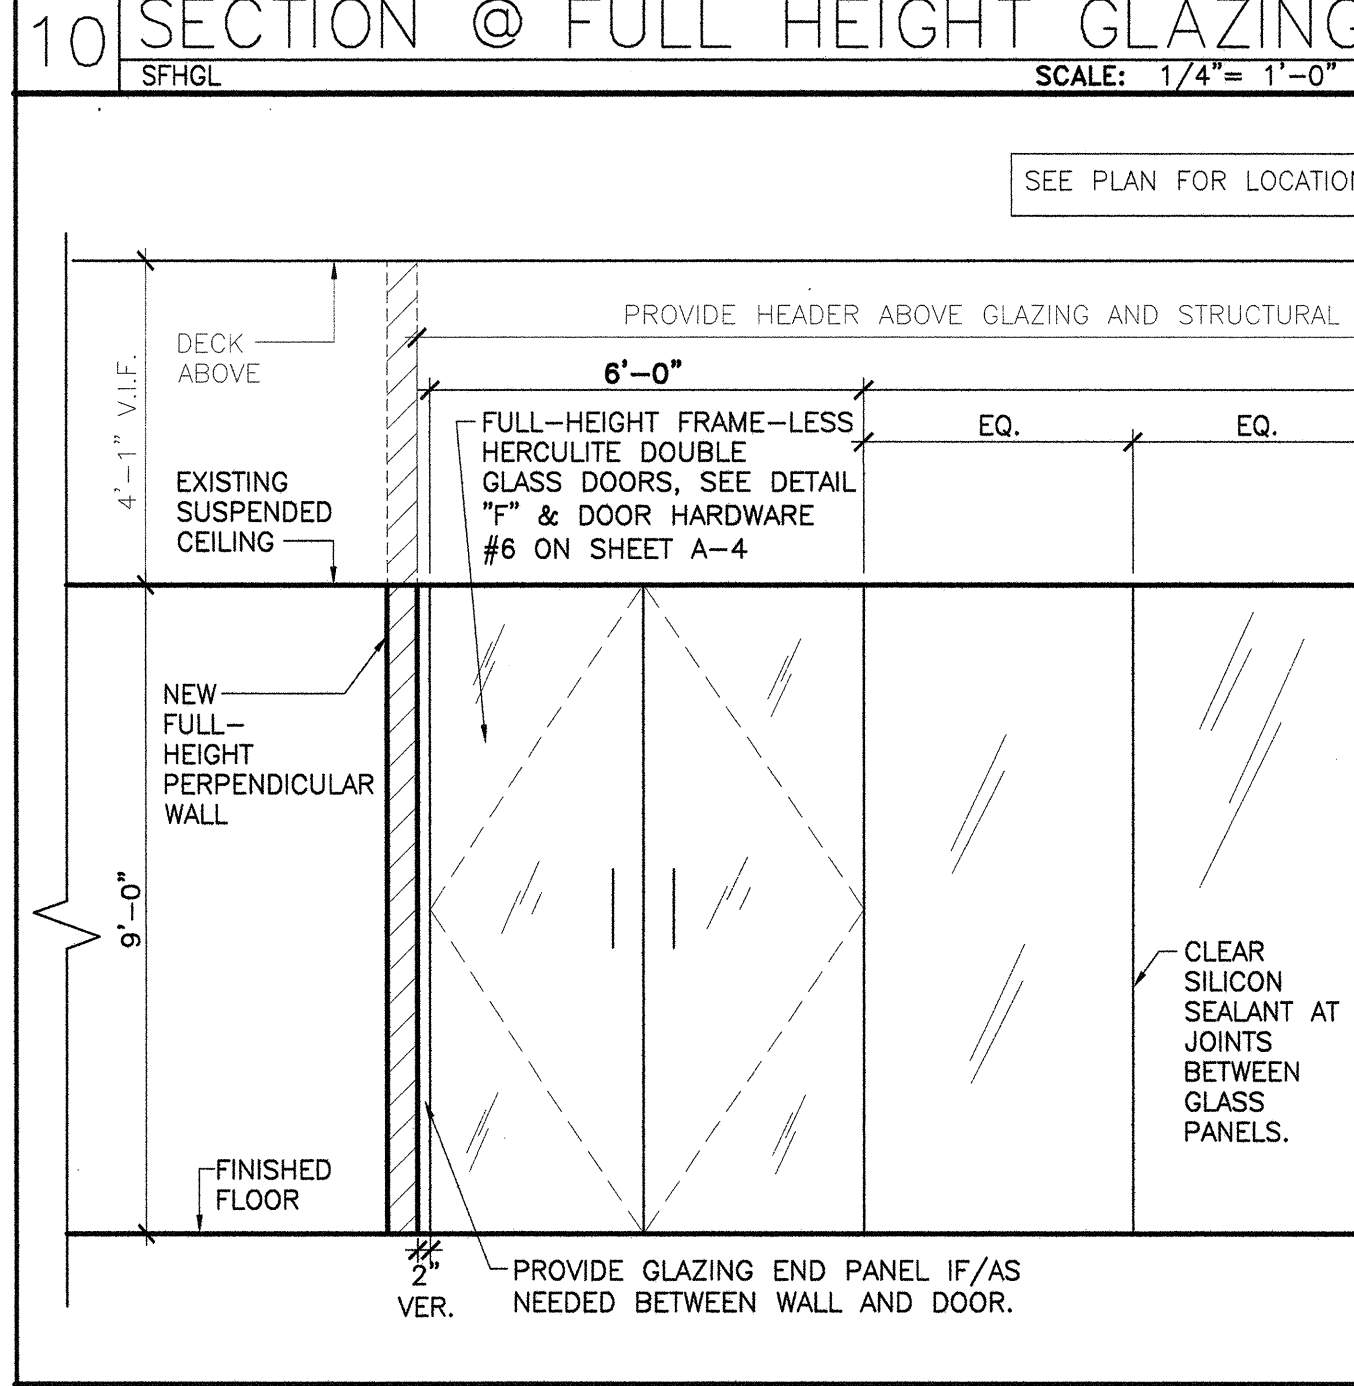 10
SECTION @ FULL HEIGHT GLAZING
SFHGL
SCALE: 1/4"= 1'-0"
SEE PLAN FOR LOCATION
PROVIDE HEADER ABOVE GLAZING AND STRUCTURAL
DECK
ABOVE
4'-1" V.I.F.
6'-0"
EQ.
EQ.
FULL-HEIGHT FRAME-LESS
HERCULITE DOUBLE
GLASS DOORS, SEE DETAIL
"F" & DOOR HARDWARE
#6 ON SHEET A-4
EXISTING
SUSPENDED
CEILING
NEW
FULL-
HEIGHT
PERPENDICULAR
WALL
9'-0"
CLEAR
SILICON
SEALANT AT
JOINTS
BETWEEN
GLASS
PANELS.
FINISHED
FLOOR
2"
VER.
PROVIDE GLAZING END PANEL IF/AS
NEEDED BETWEEN WALL AND DOOR.